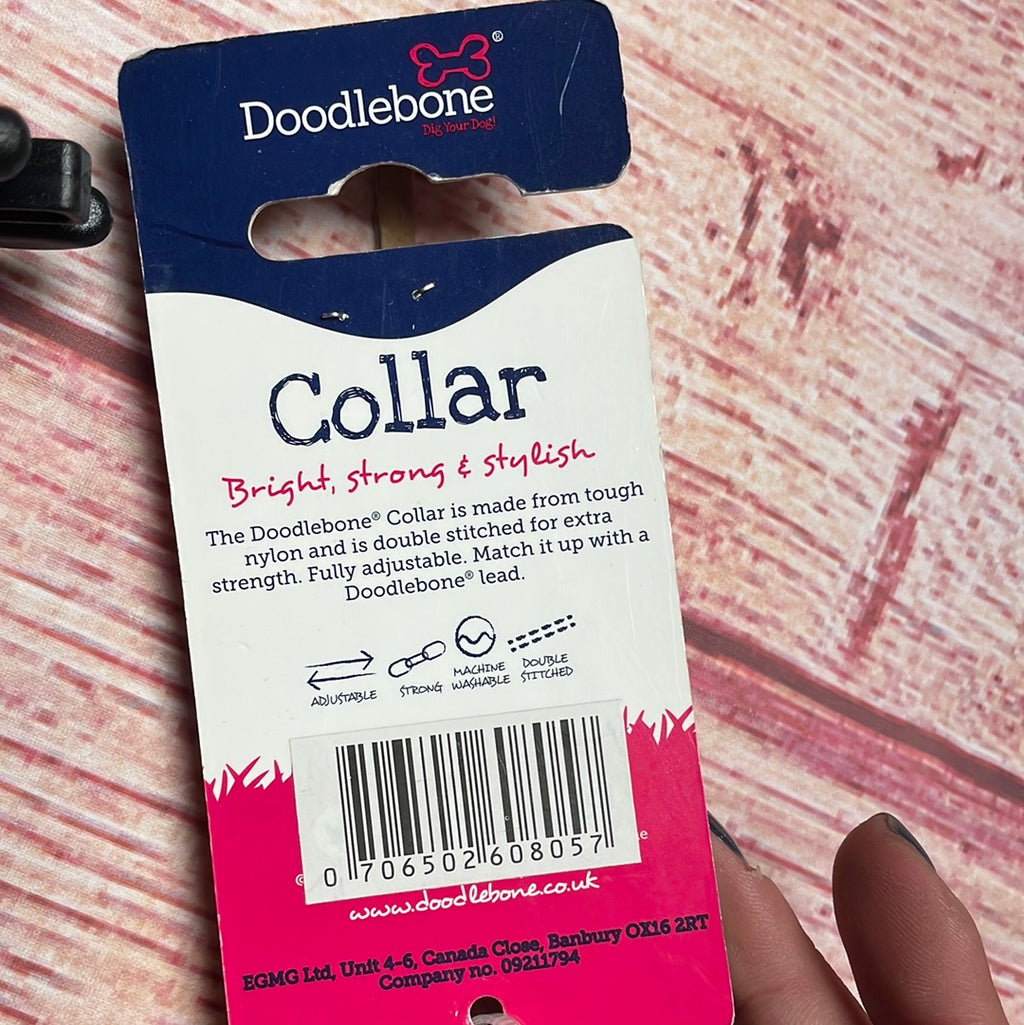 Doodlebone®
Dig Your Dog!
Collar
Bright, strong & stylish
The Doodlebone® Collar is made from tough
nylon and is double stitched for extra
strength. Fully adjustable. Match it up with a
Doodlebone® lead.
ADJUSTABLE
STRONG
MACHINE
WASHABLE
DOUBLE
STITCHED
0 706502 608057
www.doodlebone.co.uk
EGMG Ltd, Unit 4-6, Canada Close, Banbury OX16 2RT
Company no. 09211794